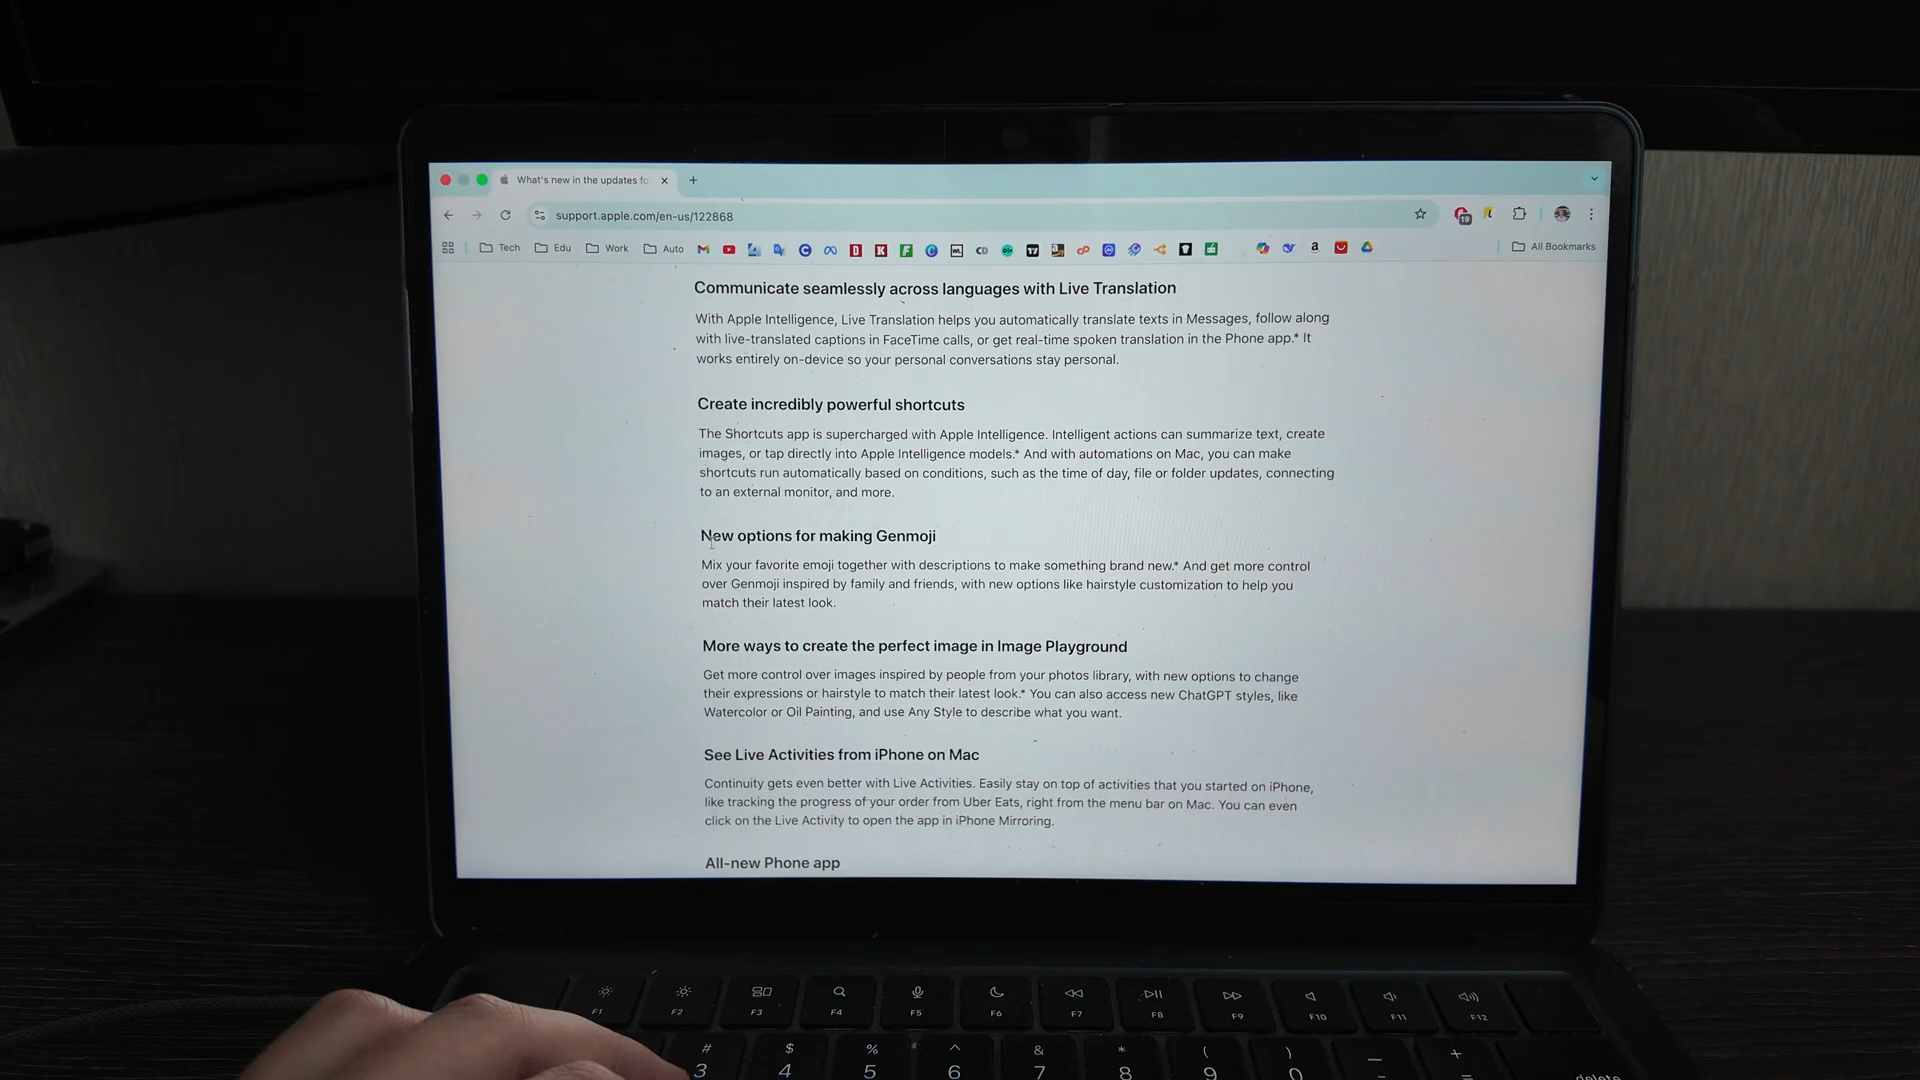 What's new in the updates fo
support.apple.com/en-us/122868
19
Tech Edu Work Auto All Bookmarks
Communicate seamlessly across languages with Live Translation
With Apple Intelligence, Live Translation helps you automatically translate texts in Messages, follow along
with live-translated captions in FaceTime calls, or get real-time spoken translation in the Phone app.* It
works entirely on-device so your personal conversations stay personal.
Create incredibly powerful shortcuts
The Shortcuts app is supercharged with Apple Intelligence. Intelligent actions can summarize text, create
images, or tap directly into Apple Intelligence models.* And with automations on Mac, you can make
shortcuts run automatically based on conditions, such as the time of day, file or folder updates, connecting
to an external monitor, and more.
New options for making Genmoji
Mix your favorite emoji together with descriptions to make something brand new.* And get more control
over Genmoji inspired by family and friends, with new options like hairstyle customization to help you
match their latest look.
More ways to create the perfect image in Image Playground
Get more control over images inspired by people from your photos library, with new options to change
their expressions or hairstyle to match their latest look.* You can also access new ChatGPT styles, like
Watercolor or Oil Painting, and use Any Style to describe what you want.
See Live Activities from iPhone on Mac
Continuity gets even better with Live Activities. Easily stay on top of activities that you started on iPhone,
like tracking the progress of your order from Uber Eats, right from the menu bar on Mac. You can even
click on the Live Activity to open the app in iPhone Mirroring.
All-new Phone app
F1 F2 F3 F4 F5 F6 F7 F8 F9 F10 F11 F12
# $ % ^ & * ( ) — +
3 4 5 6 7 8 9 0 - =
delete